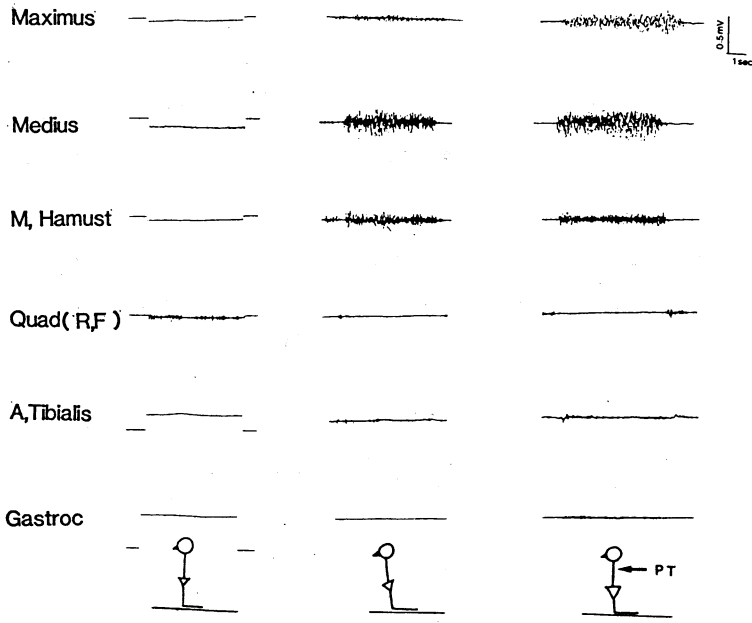 Maximus
0.5mV
1sec
Medius
M, Hamust
Quad( R,F )
A,Tibialis
Gastroc
PT